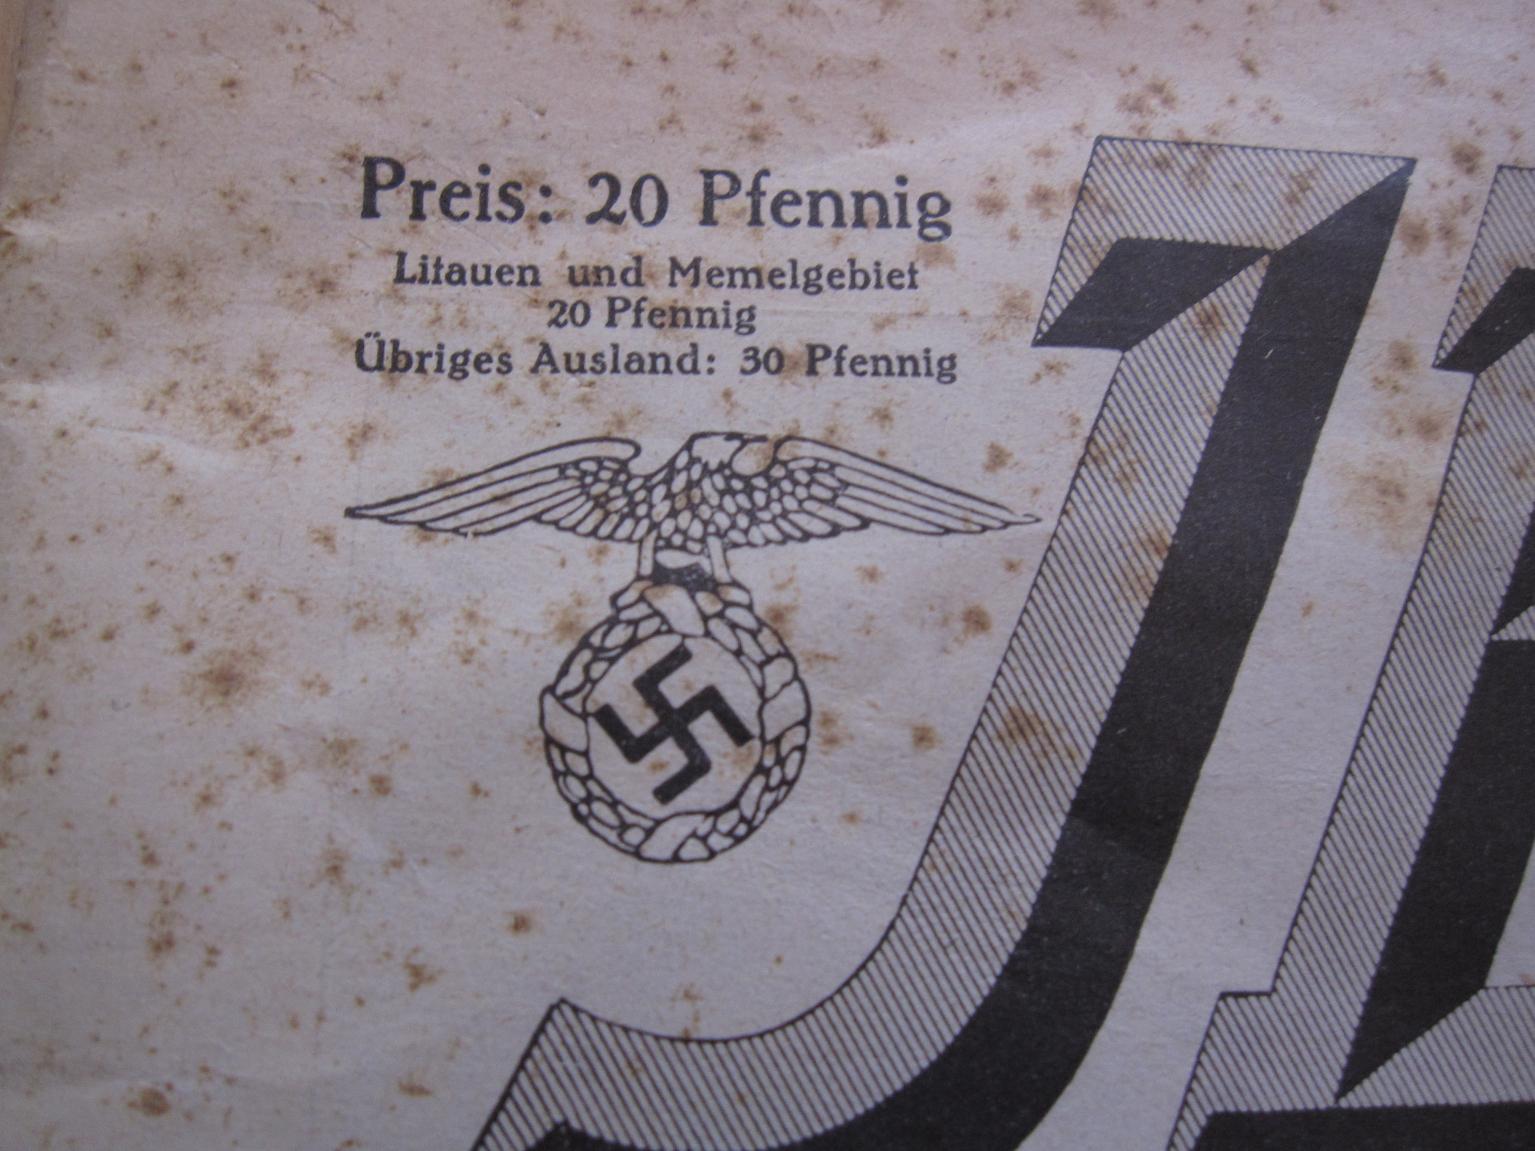 Preis: 20 Pfennig
Litauen und Memelgebiet
20 Pfennig
Übriges Ausland: 30 Pfennig